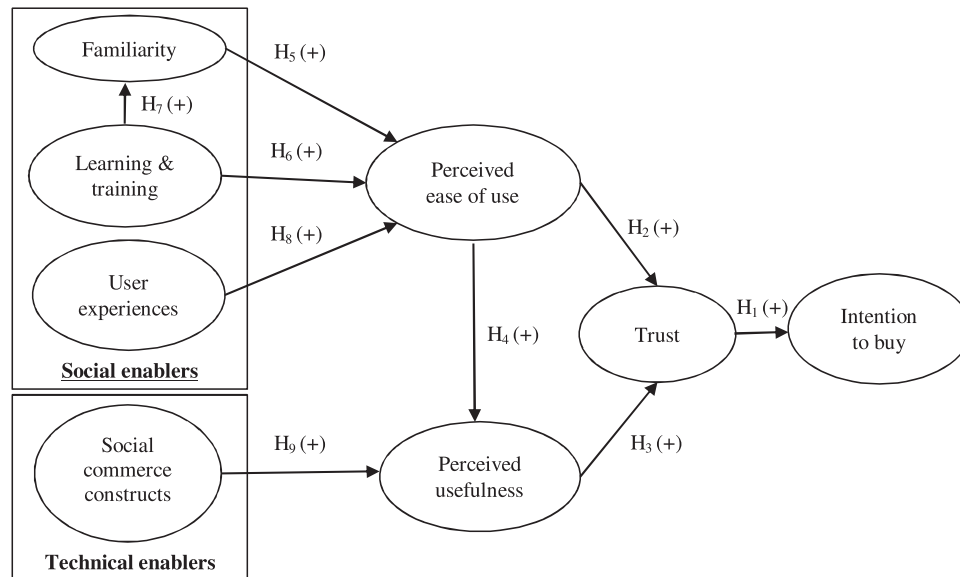 Familiarity
H5 (+)
H7 (+)
Learning &
training
H6 (+)
Perceived
ease of use
User
experiences
H8 (+)
H2 (+)
Social enablers
H4 (+)
Trust
H1 (+)
Intention
to buy
Social
commerce
constructs
H9 (+)
Perceived
usefulness
H3 (+)
Technical enablers